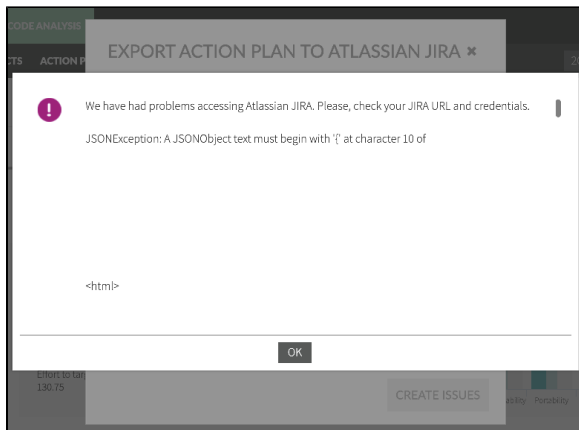 CODE ANALYSIS
EXPORT ACTION PLAN TO ATLASSIAN JIRA ×
CTS ACTION P
20
!
We have had problems accessing Atlassian JIRA. Please, check your JIRA URL and credentials.
JSONException: A JSONObject text must begin with '{' at character 10 of
<html>
OK
Effort to tar
130.75
CREATE ISSUES
ability Portability